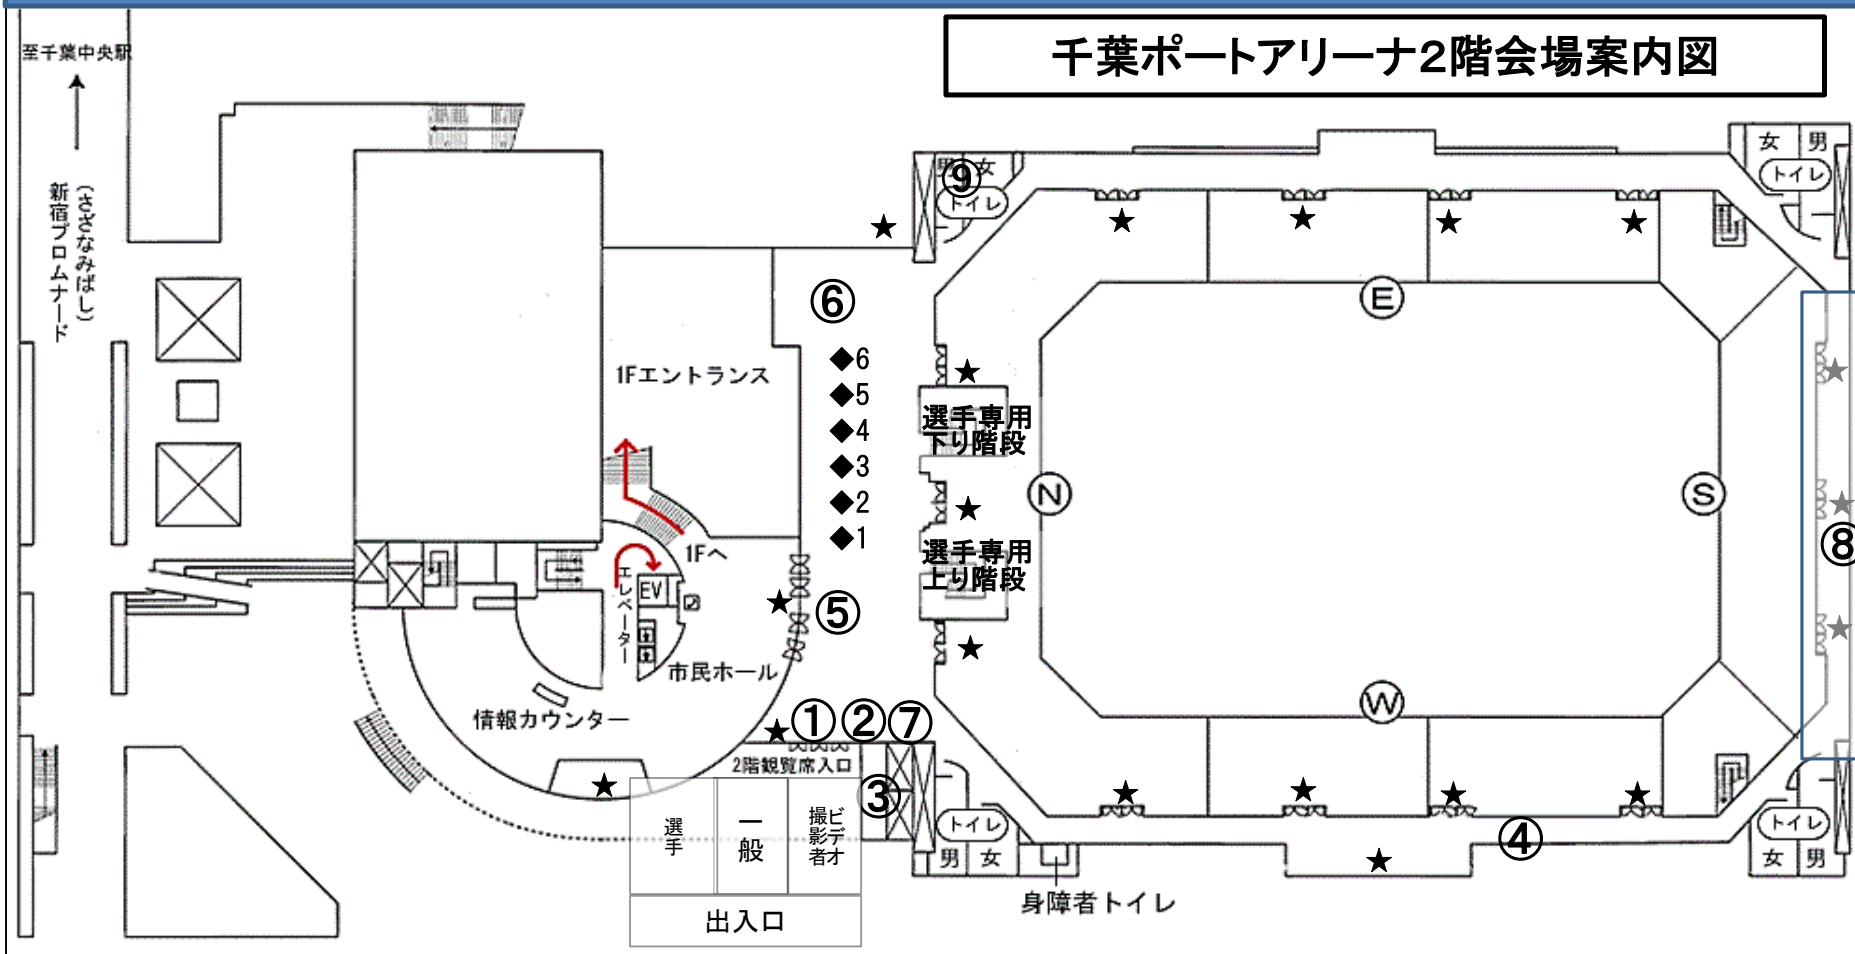 千葉ポートアリーナ2階会場案内図
至千葉中央駅
(さざなみばし)
新宿プロムナード
男 女
トイレ
⑨
女 男
トイレ
★
★
★
★
★
⑥
E
1Fエントランス
◆6
◆5
◆4
◆3
◆2
◆1
★
選手専用
下り階段
★
選手専用
上り階段
★
N
S
★
★
⑧
★
1Fへ
エレベーター
EV
★
⑤
市民ホール
情報カウンター
★
①
②
⑦
W
2階観覧席入口
③
★
選手
一般
ビデオ
撮影者
出入口
★
★
★
★
トイレ
男 女
身障者トイレ
★
④
トイレ
女 男